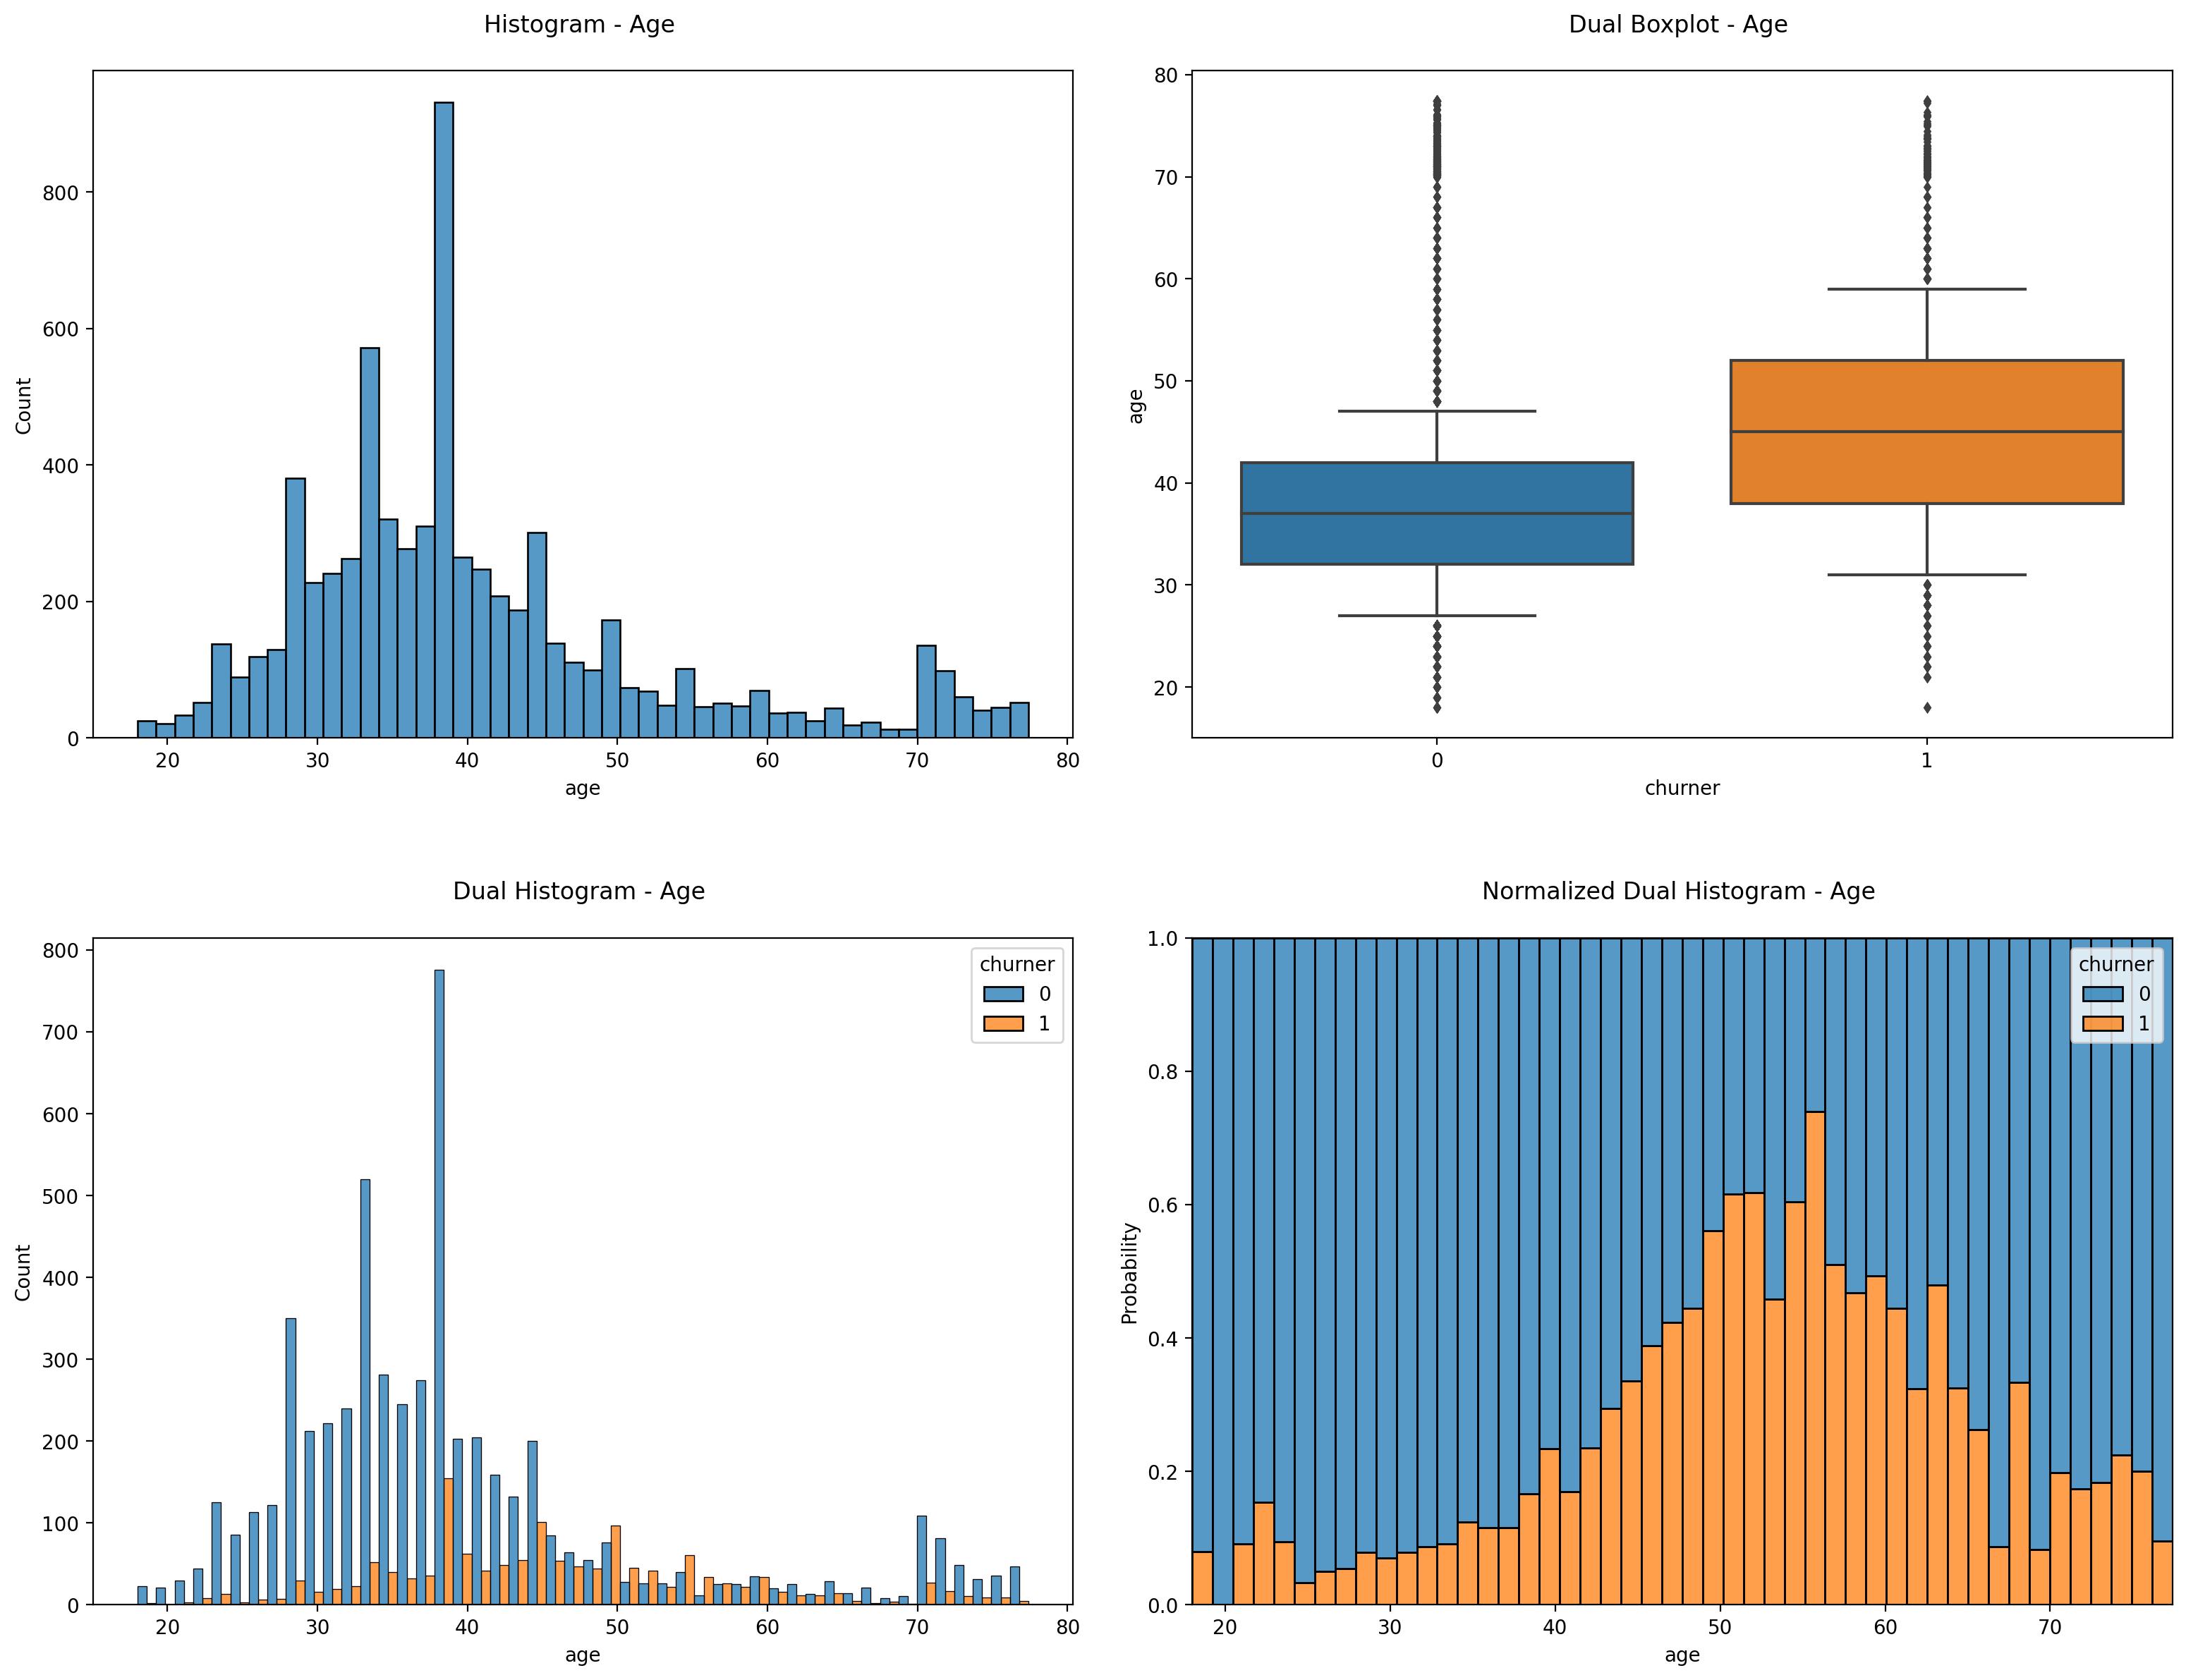 Histogram - Age
800
600
400
200
0
Count
20 30 40 50 60 70 80
age
Dual Boxplot - Age
80
70
60
50
40
30
20
age
0 1
churner
Dual Histogram - Age
800
700
600
500
400
300
200
100
0
Count
churner
0
1
20 30 40 50 60 70 80
age
Normalized Dual Histogram - Age
1.0
0.8
0.6
0.4
0.2
0.0
Probability
churner
0
1
20 30 40 50 60 70
age